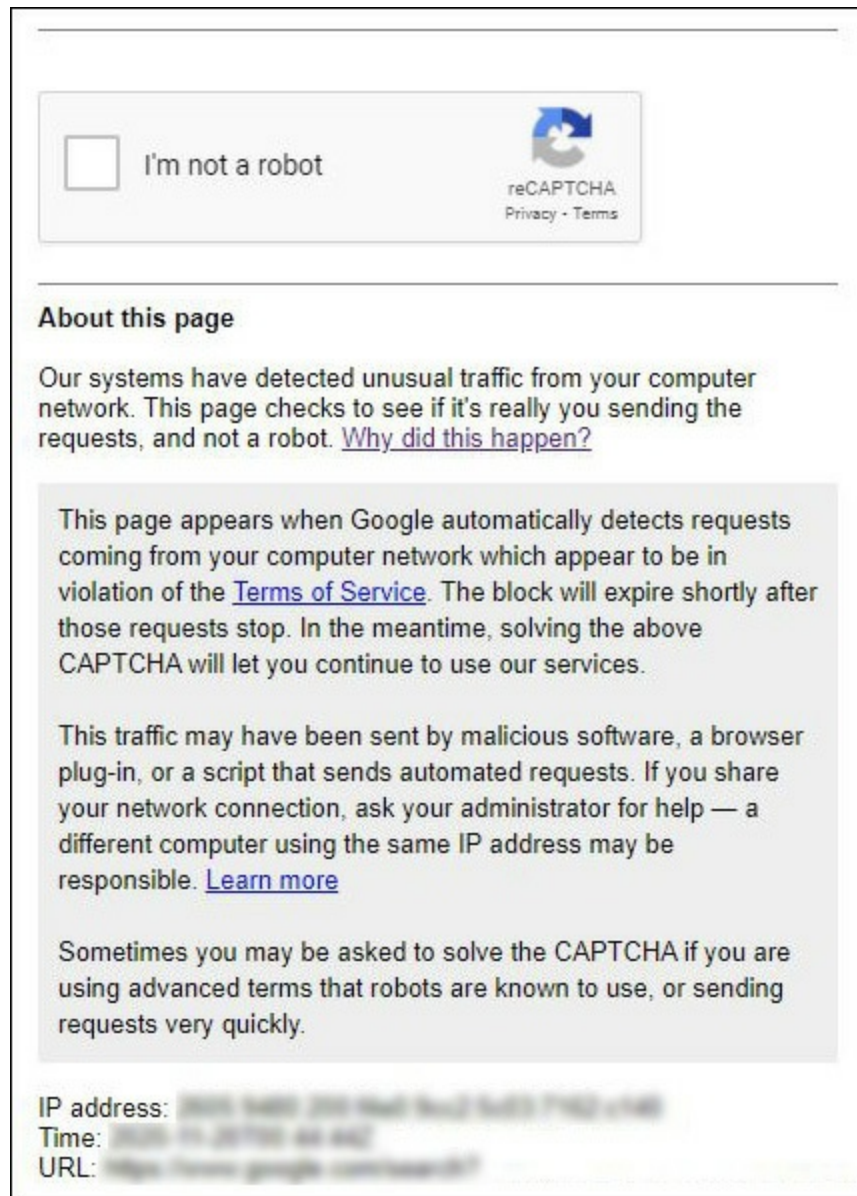 I'm not a robot
reCAPTCHA
Privacy - Terms
About this page
Our systems have detected unusual traffic from your computer
network. This page checks to see if it's really you sending the
requests, and not a robot. Why did this happen?
This page appears when Google automatically detects requests
coming from your computer network which appear to be in
violation of the Terms of Service. The block will expire shortly after
those requests stop. In the meantime, solving the above
CAPTCHA will let you continue to use our services.
This traffic may have been sent by malicious software, a browser
plug-in, or a script that sends automated requests. If you share
your network connection, ask your administrator for help — a
different computer using the same IP address may be
responsible. Learn more
Sometimes you may be asked to solve the CAPTCHA if you are
using advanced terms that robots are known to use, or sending
requests very quickly.
IP address:
Time:
URL: